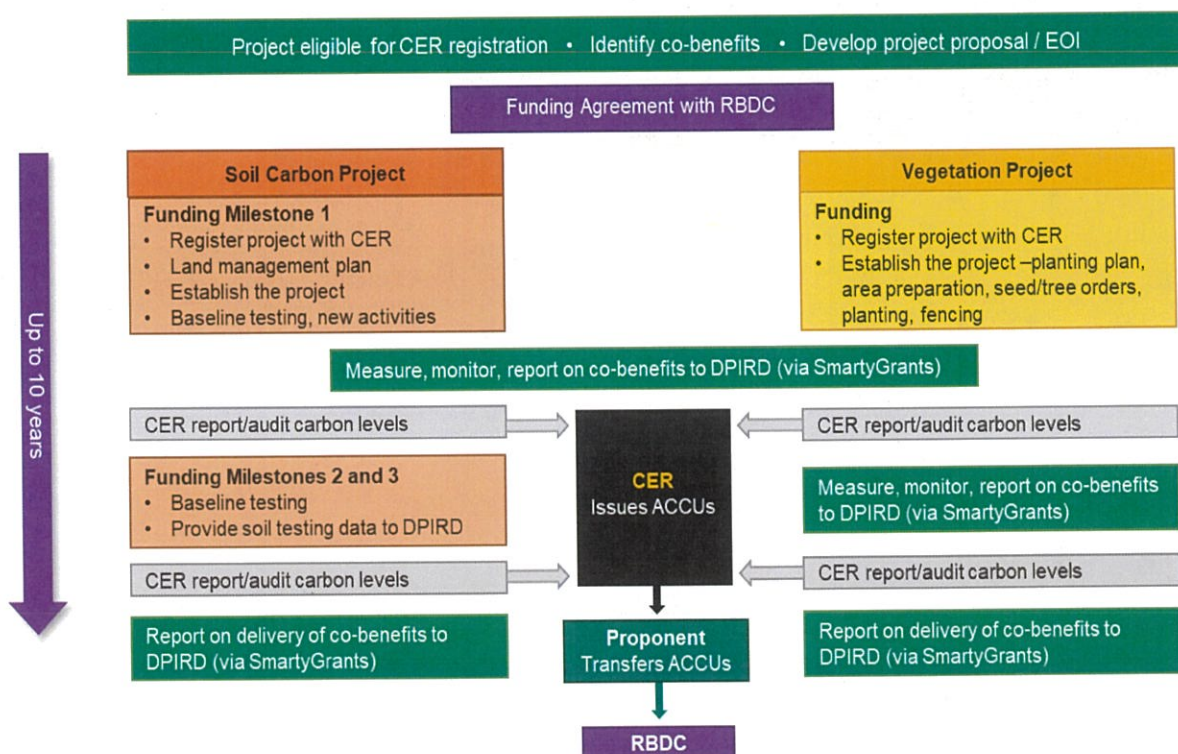 Project eligible for CER registration • Identify co-benefits • Develop project proposal / EOI
Funding Agreement with RBDC
Up to 10 years
Soil Carbon Project
Funding Milestone 1
• Register project with CER
• Land management plan
• Establish the project
• Baseline testing, new activities
Vegetation Project
Funding
• Register project with CER
• Establish the project –planting plan,
area preparation, seed/tree orders,
planting, fencing
Measure, monitor, report on co-benefits to DPIRD (via SmartyGrants)
CER report/audit carbon levels
Funding Milestones 2 and 3
• Baseline testing
• Provide soil testing data to DPIRD
CER report/audit carbon levels
Report on delivery of co-benefits to
DPIRD (via SmartyGrants)
CER
Issues ACCUs
Proponent
Transfers ACCUs
RBDC
CER report/audit carbon levels
Measure, monitor, report on co-benefits
to DPIRD (via SmartyGrants)
CER report/audit carbon levels
Report on delivery of co-benefits to
DPIRD (via SmartyGrants)